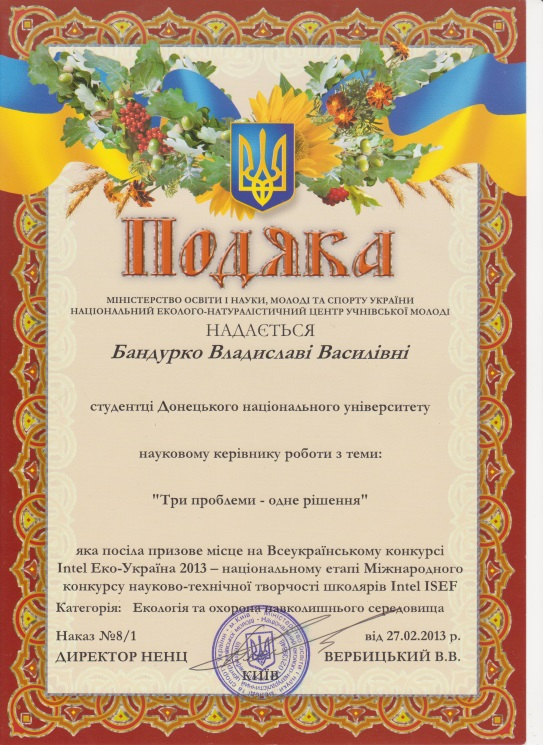 Подяка
МІНІСТЕРСТВО ОСВІТИ І НАУКИ, МОЛОДІ ТА СПОРТУ УКРАЇНИ
НАЦІОНАЛЬНИЙ ЕКОЛОГО-НАТУРАЛІСТИЧНИЙ ЦЕНТР УЧНІВСЬКОЇ МОЛОДІ
НАДАЄТЬСЯ
Бандурко Владиславі Василівні
студентці Донецького національного університету
науковому керівнику роботи з теми:
"Три проблеми - одне рішення"
яка посіла призове місце на Всеукраїнському конкурсі
Intel Еко-Україна 2013 – національному етапі Міжнародного
конкурсу науково-технічної творчості школярів Intel ISEF
Категорія: Екологія та охорона навколишнього середовища
Наказ №8/1 від 27.02.2013 р.
ДИРЕКТОР НЕНЦ ВЕРБИЦЬКИЙ В.В.
КИЇВ